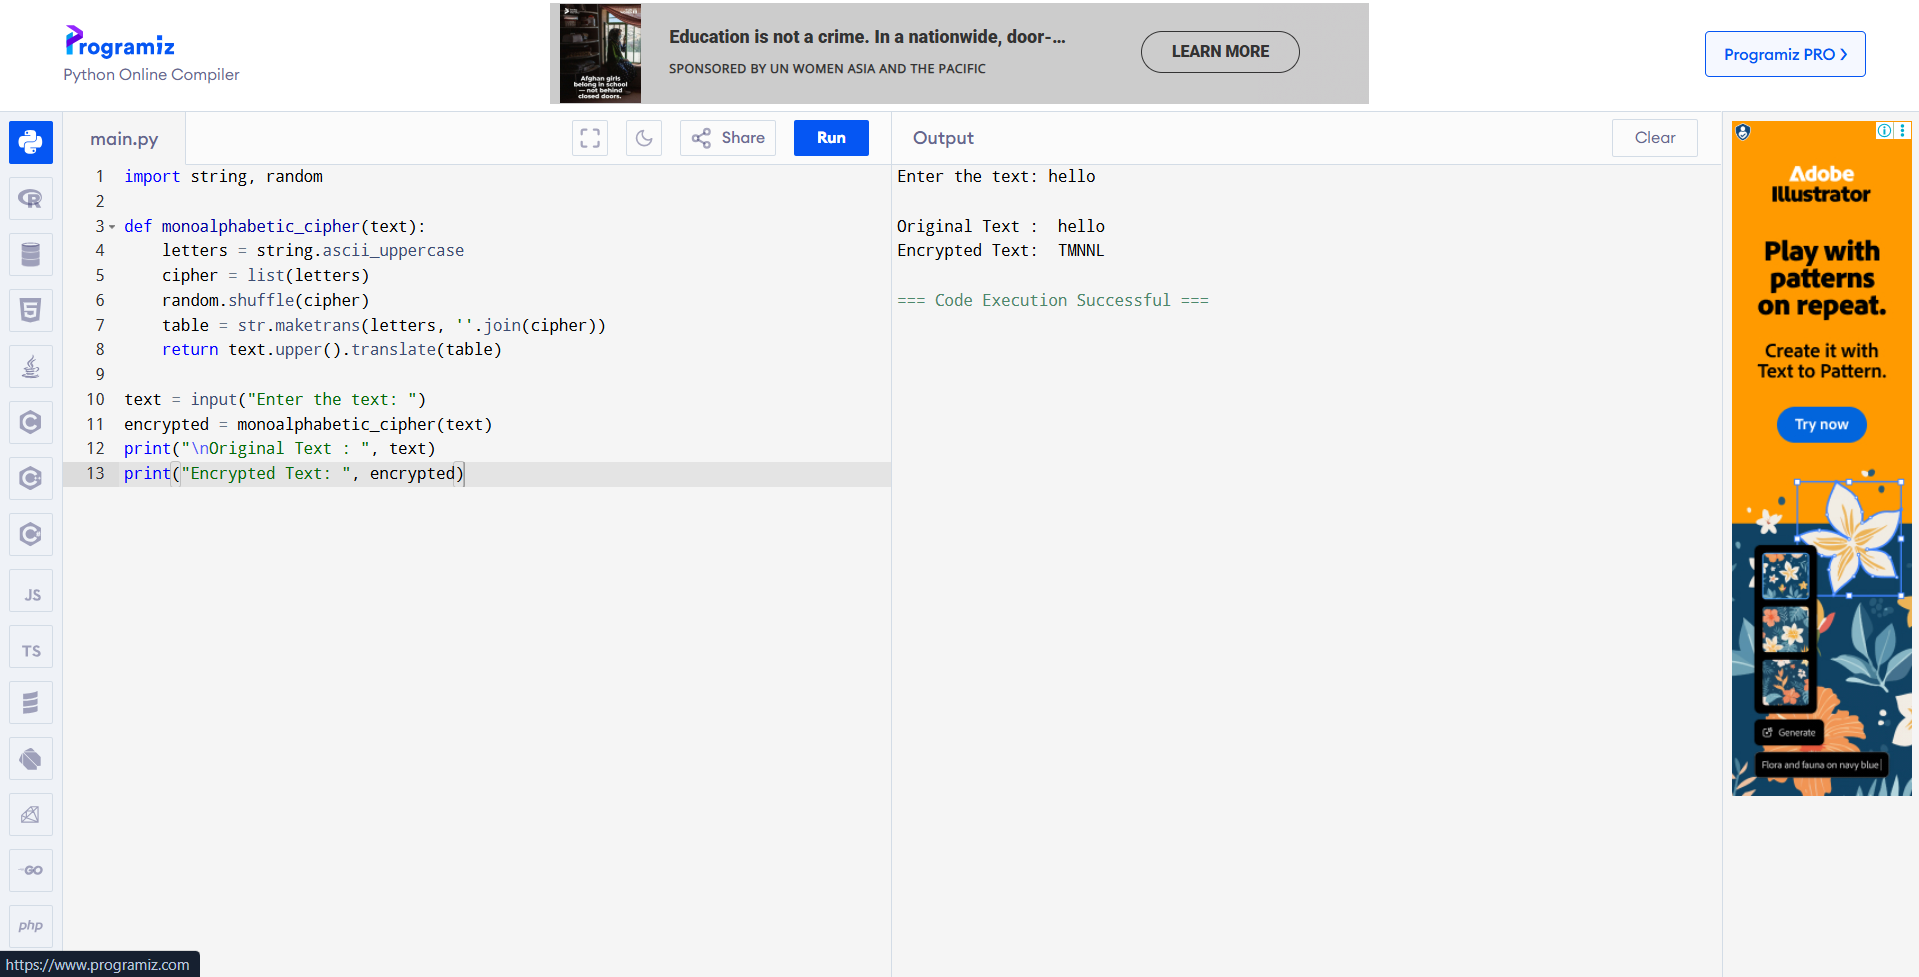 Programiz
Python Online Compiler
Afghan girls
belong in school
— not behind
closed doors.
Education is not a crime. In a nationwide, door-...
SPONSORED BY UN WOMEN ASIA AND THE PACIFIC
LEARN MORE
Programiz PRO >
main.py
Share
Run
Output
Clear
1 import string, random
2
3 def monoalphabetic_cipher(text):
4     letters = string.ascii_uppercase
5     cipher = list(letters)
6     random.shuffle(cipher)
7     table = str.maketrans(letters, ''.join(cipher))
8     return text.upper().translate(table)
9
10 text = input("Enter the text: ")
11 encrypted = monoalphabetic_cipher(text)
12 print("\nOriginal Text : ", text)
13 print("Encrypted Text: ", encrypted)
Enter the text: hello
Original Text :  hello
Encrypted Text:  TMNNL
=== Code Execution Successful ===
R
5
C
C
C
JS
TS
GO
php
Adobe
Illustrator
Play with
patterns
on repeat.
Create it with
Text to Pattern.
Try now
Generate
Flora and fauna on navy blue
https://www.programiz.com